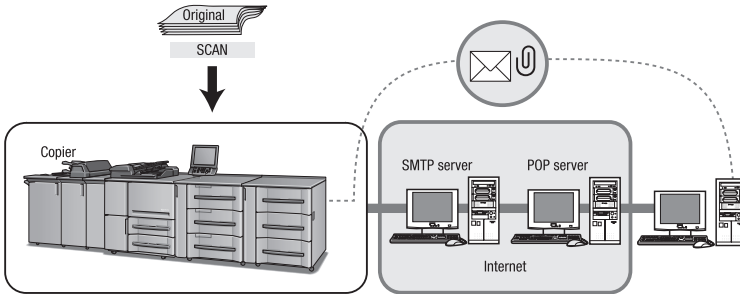 Original
SCAN
Copier
SMTP server
POP server
Internet